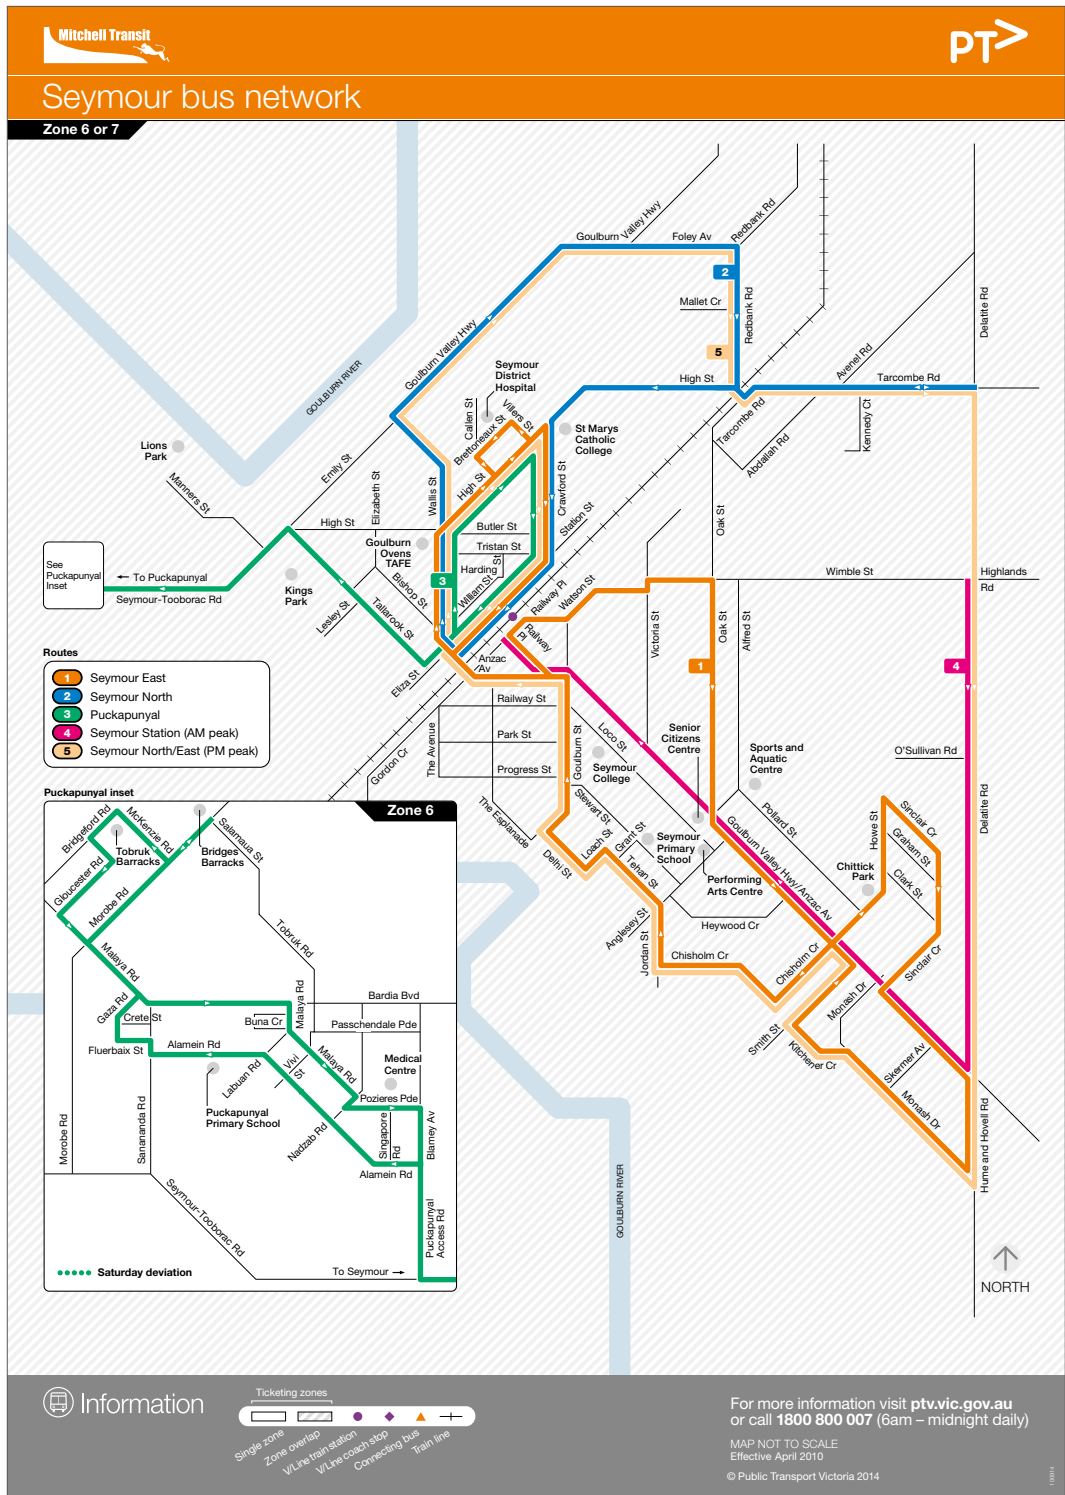 Mitchell Transit
PT>
Seymour bus network
Zone 6 or 7
Goulburn Valley Hwy
Foley Av
Redbank Rd
2
Mallet Cr
Redbank Rd
Delatite Rd
5
Goulburn Valley Hwy
GOULBURN RIVER
Avenel Rd
Seymour
District
Hospital
High St
Tarcombe Rd
Callen St
Villers St
Brettoneaux St
St Marys
Catholic
College
Tarcombe Rd
Kennedy Ct
Abdallah Rd
Lions
Park
Emily St
Manners St
Elizabeth St
Wallis St
High St
Crawford St
Station St
Oak St
High St
Butler St
Goulburn
Ovens
TAFE
Tristan St
Harding
St
See
Puckapunyal
Inset
To Puckapunyal
Seymour-Tooborac Rd
Kings
Park
Bishop St
3
William St
Railway Pl
Watson St
Wimble St
Highlands
Rd
Lesley St
Tallarook St
Railway
Pl
Victoria St
Oak St
Alfred St
Anzac
Av
Eliza St
1
4
Routes
1 Seymour East
2 Seymour North
3 Puckapunyal
4 Seymour Station (AM peak)
5 Seymour North/East (PM peak)
Railway St
The Avenue
Park St
Progress St
Gordon Cr
Goulburn St
Loco St
Senior
Citizens
Centre
Seymour
College
Sports and
Aquatic
Centre
O'Sullivan Rd
Delatite Rd
The Esplanade
Stewart St
Grant St
Loach St
Tehan St
Delhi St
Seymour
Primary
School
Pollard St
Goulburn Valley Hwy/Anzac Av
Performing
Arts Centre
Howe St
Sinclair Cr
Graham St
Clark St
Chittick
Park
Anglesey St
Jordan St
Heywood Cr
Chisholm Cr
Chisholm Cr
Sinclair Cr
Monash Dr
Smith St
Kitchener Cr
Skermer Av
Monash Dr
Hume and Hovell Rd
GOULBURN RIVER
NORTH
Puckapunyal inset
Zone 6
Bridgeford Rd
McKenzie Rd
Salamaua St
Tobruk
Barracks
Bridges
Barracks
Gloucester Rd
Morobe Rd
Tobruk Rd
Malaya Rd
Gaza Rd
Crete St
Malaya Rd
Bardia Bvd
Buna Cr
Passchendale Pde
Fluerbaix St
Alamein Rd
Labuan Rd
Vivi
St
Malaya Rd
Medical
Centre
Puckapunyal
Primary School
Pozieres Pde
Morobe Rd
Sanananda Rd
Nadzab Rd
Singapore
Rd
Blamey Av
Alamein Rd
Seymour-Tooborac Rd
Puckapunyal
Access Rd
Saturday deviation
To Seymour
Information
Ticketing zones
Single zone
Zone overlap
V/Line train station
V/Line coach stop
Connecting bus
Train line
For more information visit ptv.vic.gov.au
or call 1800 800 007 (6am – midnight daily)
MAP NOT TO SCALE
Effective April 2010
© Public Transport Victoria 2014